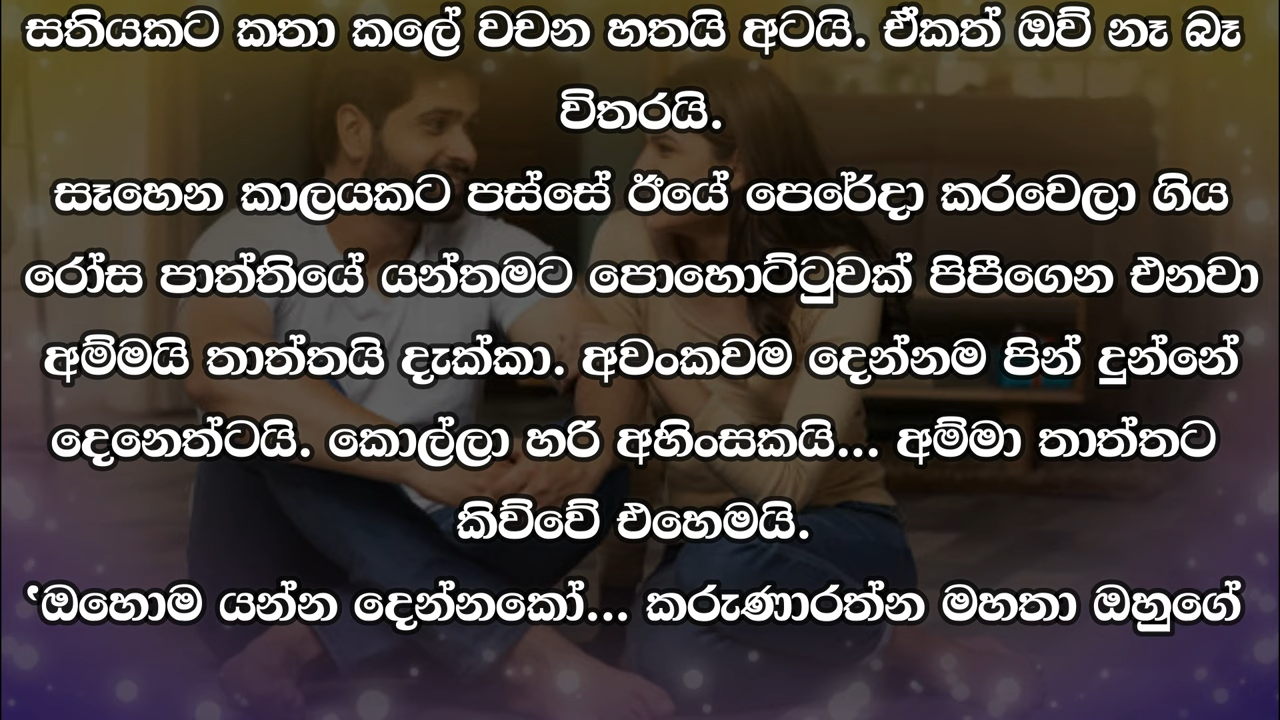 සතියකට කතා කලේ වචන හතයි අටයි. ඒකත් ඔව් නෑ බෑ
විතරයි.
සෑහෙන කාලයකට පස්සේ ඊයේ පෙරේදා කරවෙලා ගිය
රෝස පාත්තියේ යන්තමට පොහොට්ටුවක් පිපීගෙන එනවා
අම්මයි තාත්තයි දැක්කා. අවංකවම දෙන්නම පින් දුන්නේ
දෙනෙත්ටයි. කොල්ලා හරි අහිංසකයි... අම්මා තාත්තට
කිව්වේ එහෙමයි.
‛ඔහොම යන්න දෙන්නකෝ... කරුණාරත්න මහතා ඔහුගේ